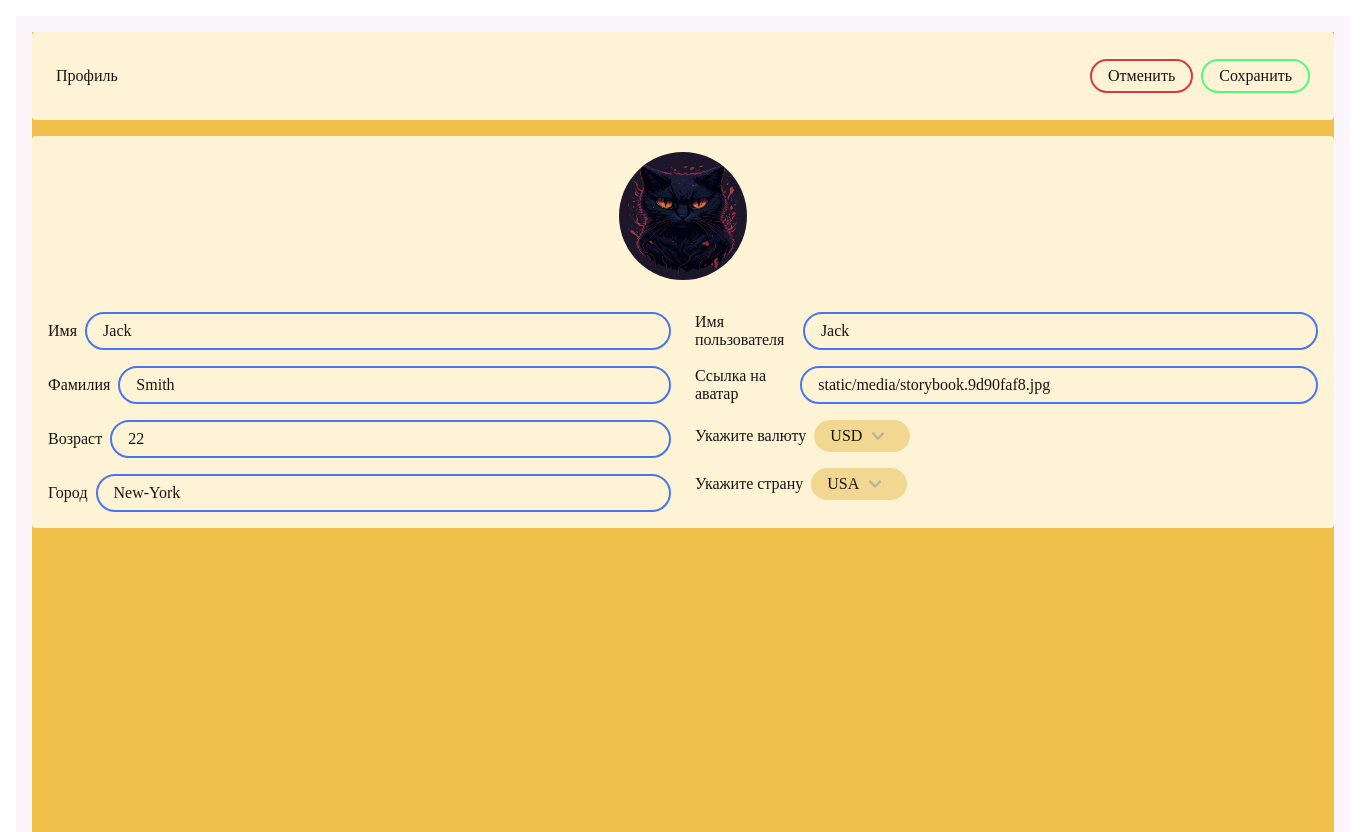 Профиль
Отменить
Сохранить
Имя
Jack
Фамилия
Smith
Возраст
22
Город
New-York
Имя
пользователя
Jack
Ссылка на
аватар
static/media/storybook.9d90faf8.jpg
Укажите валюту
USD
Укажите страну
USA